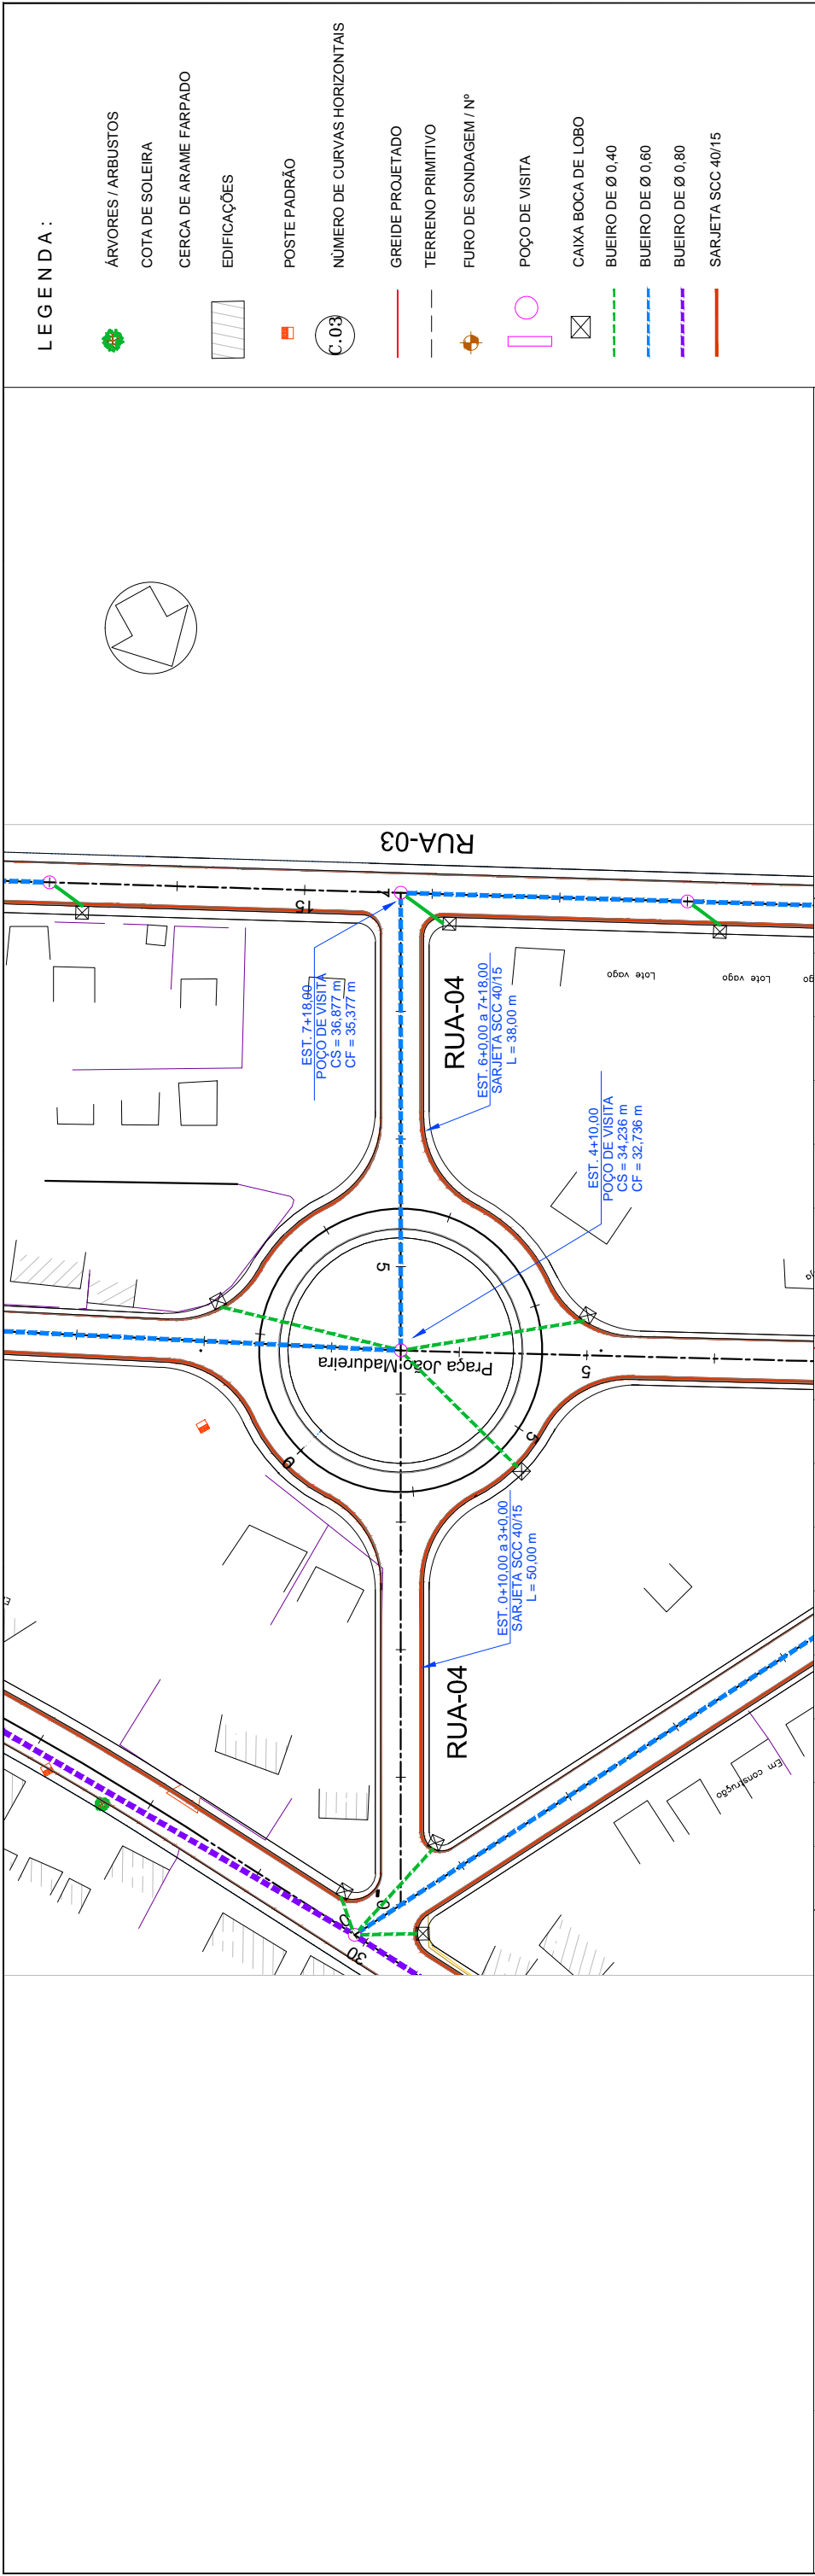 LEGENDA:
ÁRVORES / ARBUSTOS
COTA DE SOLEIRA
CERCA DE ARAME FARPADO
EDIFICAÇÕES
POSTE PADRÃO
C.03
NÚMERO DE CURVAS HORIZONTAIS
GREIDE PROJETADO
TERRENO PRIMITIVO
FURO DE SONDAGEM / Nº
POÇO DE VISITA
CAIXA BOCA DE LOBO
BUEIRO DE Ø 0,40
BUEIRO DE Ø 0,60
BUEIRO DE Ø 0,80
SARJETA SCC 40/15
RUA-03
15
7
EST. 7+18,00
POÇO DE VISITA
CS = 36,877 m
CF = 35,377 m
RUA-04
EST. 6+0,00 a 7+18,00
SARJETA SCC 40/15
L = 38,00 m
Lote vago
Lote vago
go
EST. 4+10,00
POÇO DE VISITA
CS = 34,236 m
CF = 32,736 m
5
Praça João Madureira
5
5
0
EST. 0+10,00 a 3+0,00
SARJETA SCC 40/15
L = 50,00 m
RUA-04
Em construção
0
0
30